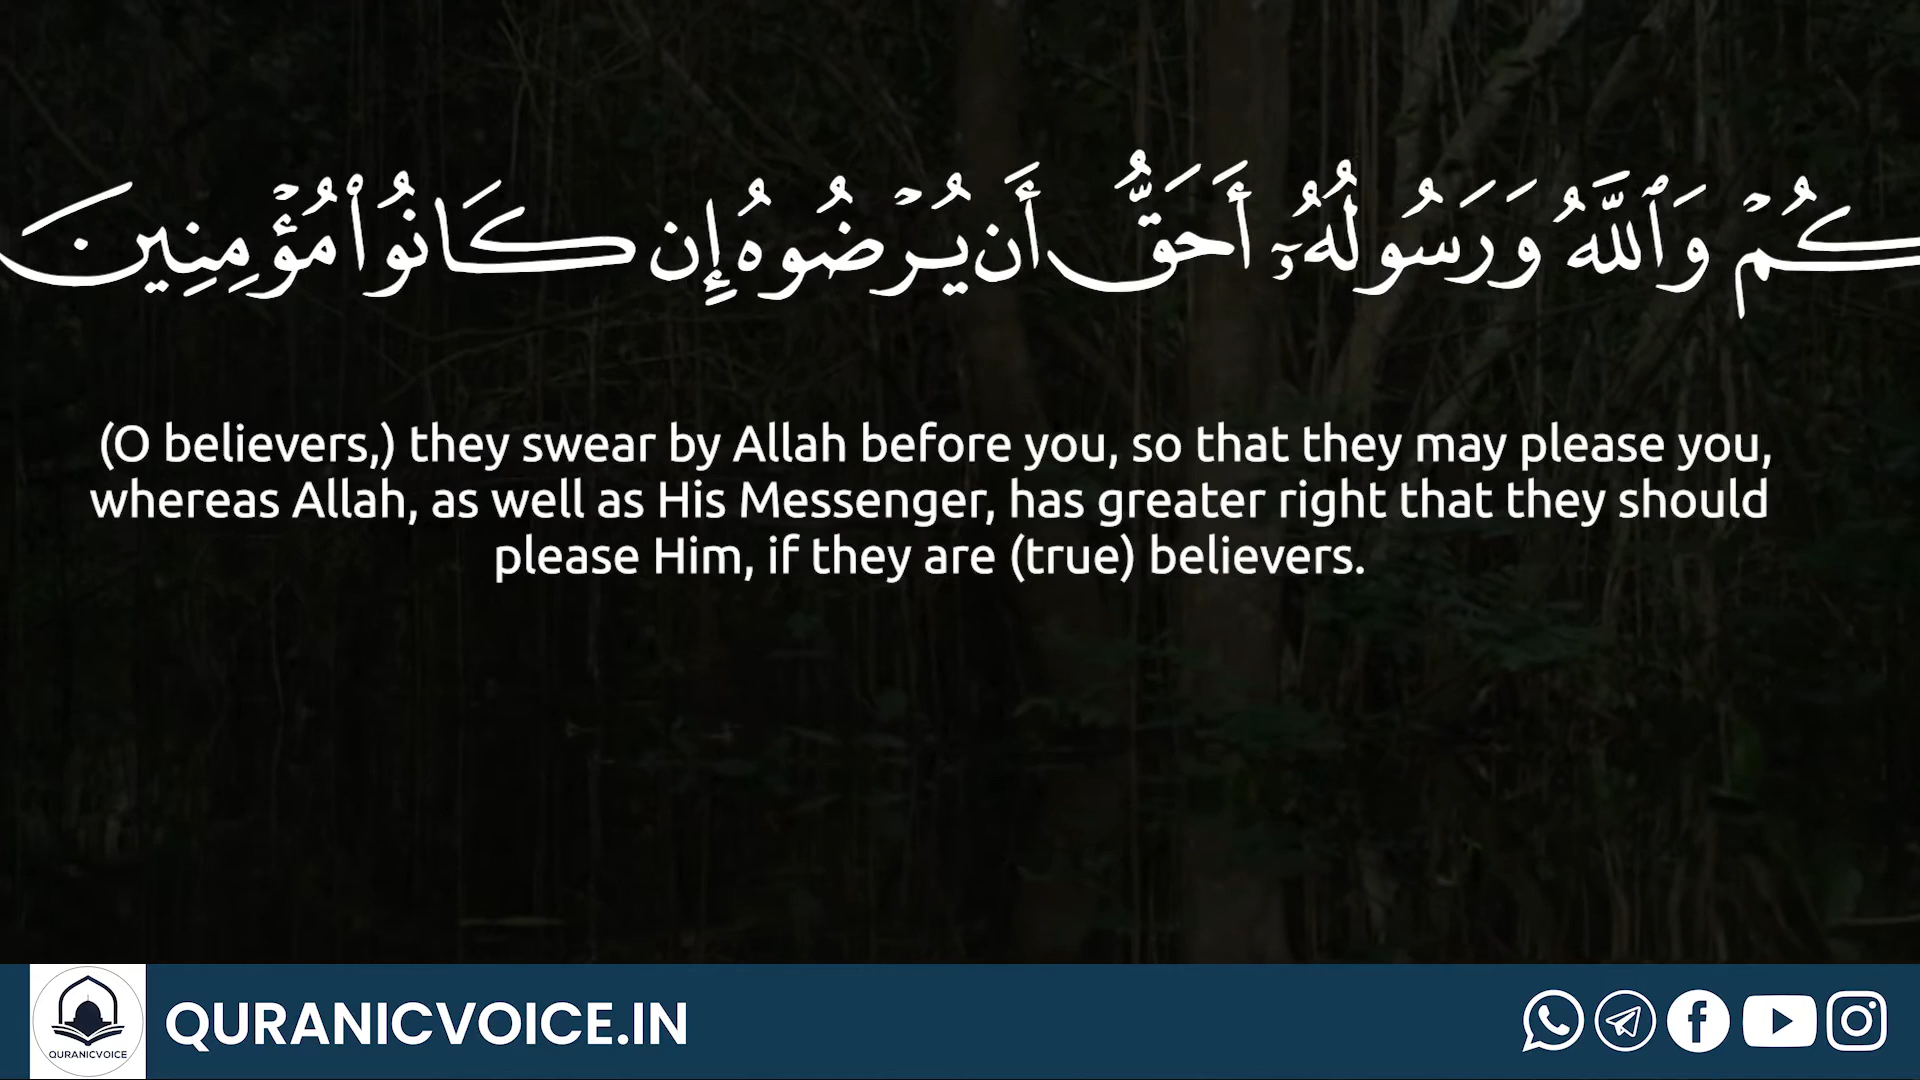 كُمْ وَٱللَّهُ وَرَسُولُهُۥٓ أَحَقُّ أَن يُرْضُوهُ إِن كَانُوا۟ مُؤْمِنِينَ
(O believers,) they swear by Allah before you, so that they may please you,
whereas Allah, as well as His Messenger, has greater right that they should
please Him, if they are (true) believers.
QURANICVOICE
QURANICVOICE.IN